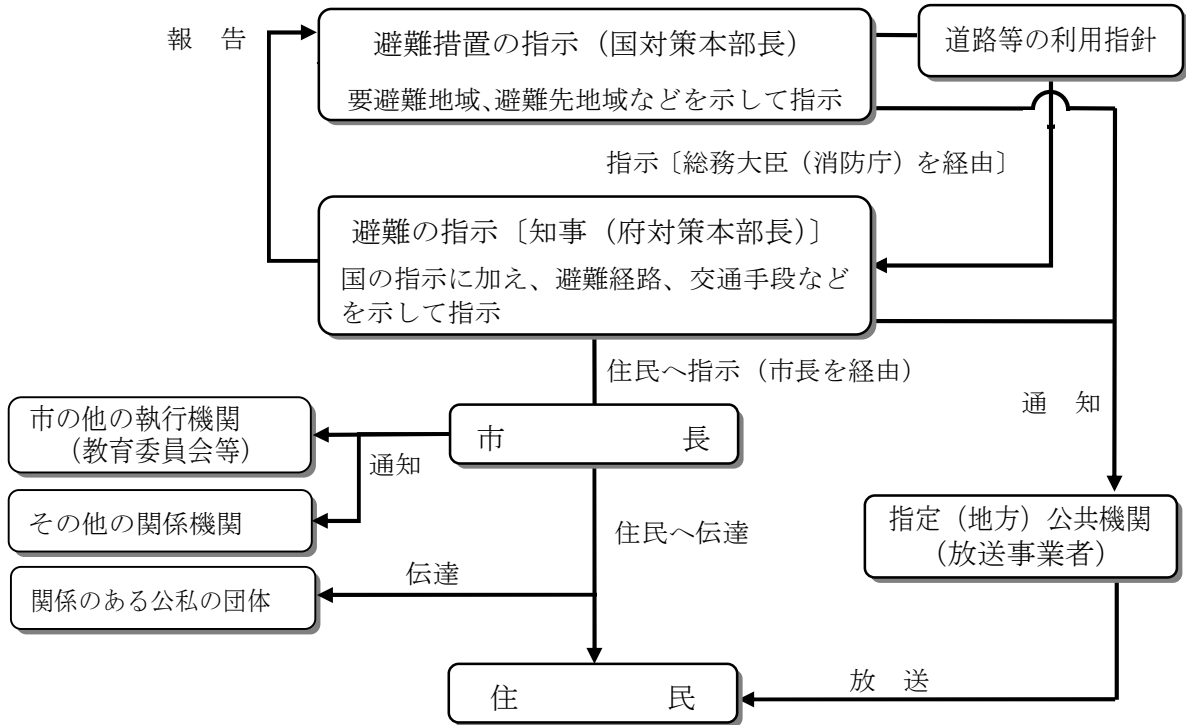 報　告
避難措置の指示（国対策本部長）
要避難地域、避難先地域などを示して指示
道路等の利用指針
指示〔総務大臣（消防庁）を経由〕
避難の指示〔知事（府対策本部長）〕
国の指示に加え、避難経路、交通手段など
を示して指示
住民へ指示（市長を経由）
通　知
市の他の執行機関
（教育委員会等）
市　　　　　　長
通知
その他の関係機関
住民へ伝達
指定（地方）公共機関
（放送事業者）
伝達
関係のある公私の団体
住　　　　　　民
放　送